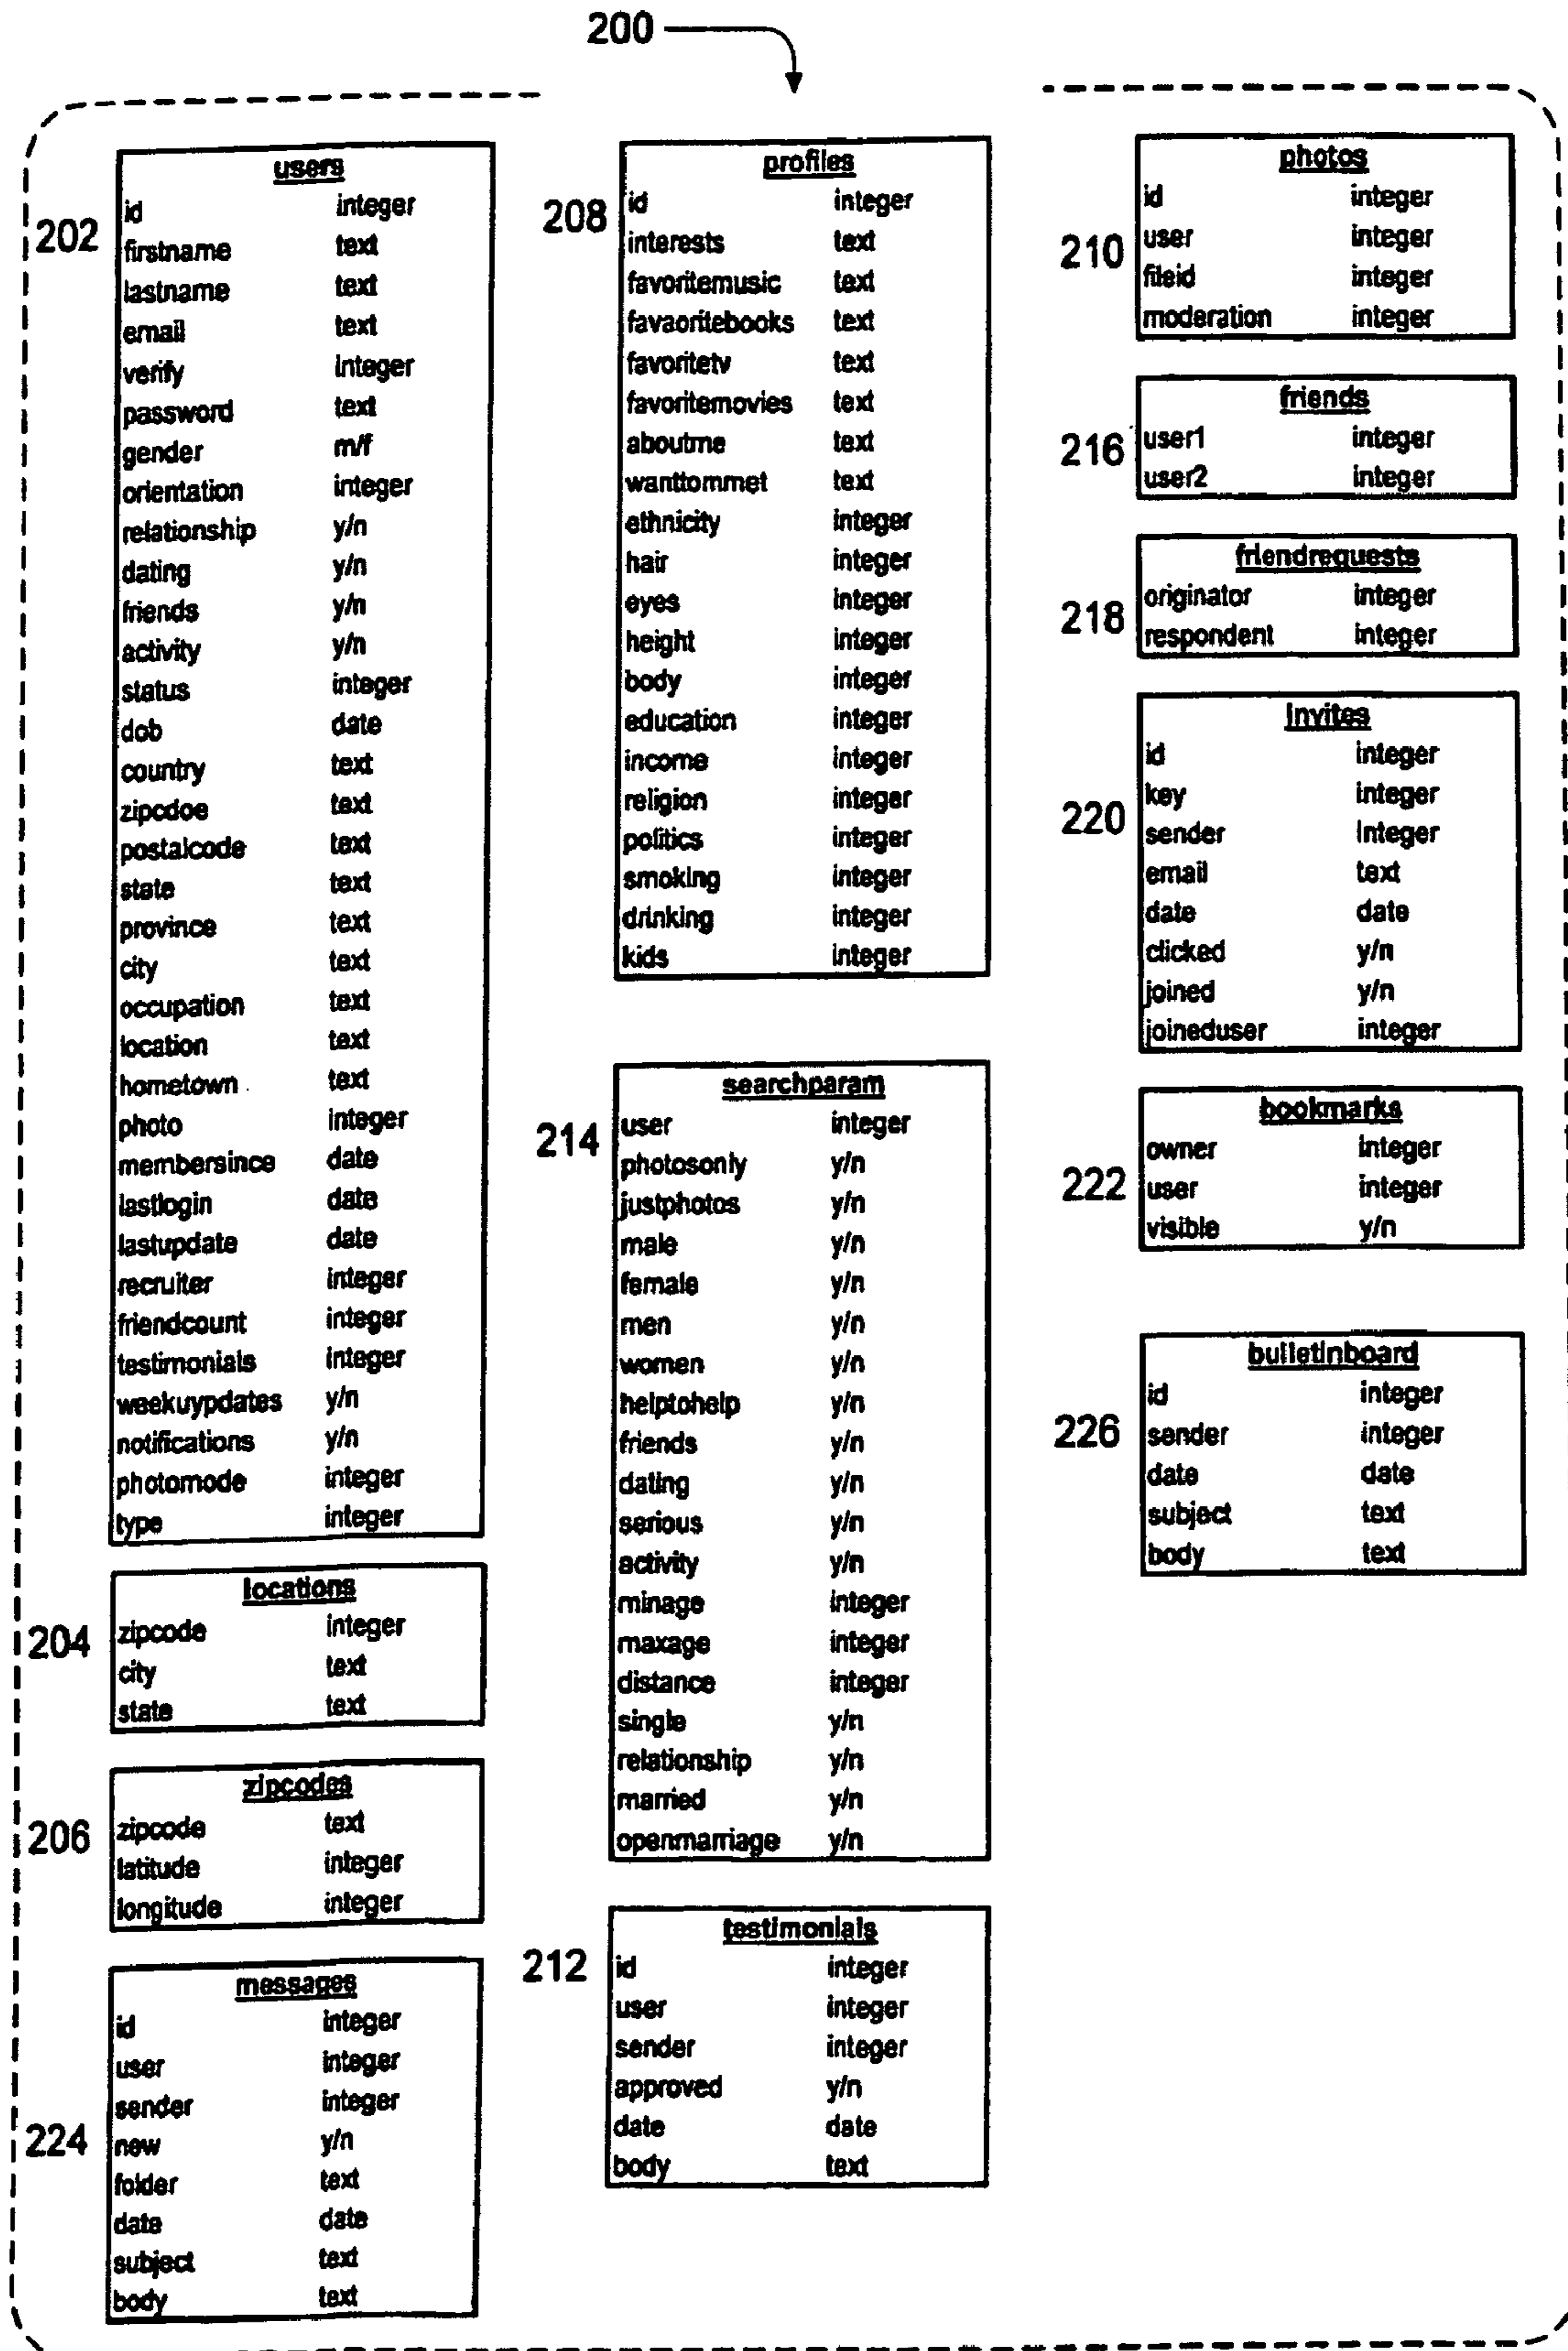 200
202
users
id integer
firstname text
lastname text
email text
verify integer
password text
gender m/f
orientation integer
relationship y/n
dating y/n
friends y/n
activity y/n
status integer
dob date
country text
zipcdoe text
postalcode text
state text
province text
city text
occupation text
location text
hometown text
photo integer
membersince date
lastlogin date
lastupdate date
recruiter integer
friendcount integer
testimonials integer
weekuypdates y/n
notifications y/n
photomode integer
type integer
204
locations
zipcode integer
city text
state text
206
zipcodes
zipcode text
latitude integer
longitude integer
224
messages
id integer
user integer
sender integer
new y/n
folder text
date date
subject text
body text
208
profiles
id integer
interests text
favoritemusic text
favaoritebooks text
favoritetv text
favoritemovies text
aboutme text
wanttommet text
ethnicity integer
hair integer
eyes integer
height integer
body integer
education integer
income integer
religion integer
politics integer
smoking integer
drinking integer
kids integer
214
searchparam
user integer
photosonly y/n
justphotos y/n
male y/n
female y/n
men y/n
women y/n
helptohelp y/n
friends y/n
dating y/n
serious y/n
activity y/n
minage integer
maxage integer
distance integer
single y/n
relationship y/n
married y/n
openmarriage y/n
212
testimonials
id integer
user integer
sender integer
approved y/n
date date
body text
210
photos
id integer
user integer
fileid integer
moderation integer
216
friends
user1 integer
user2 integer
218
friendrequests
originator integer
respondent integer
220
invites
id integer
key integer
sender integer
email text
date date
clicked y/n
joined y/n
joineduser integer
222
bookmarks
owner integer
user integer
visible y/n
226
bulletinboard
id integer
sender integer
date date
subject text
body text